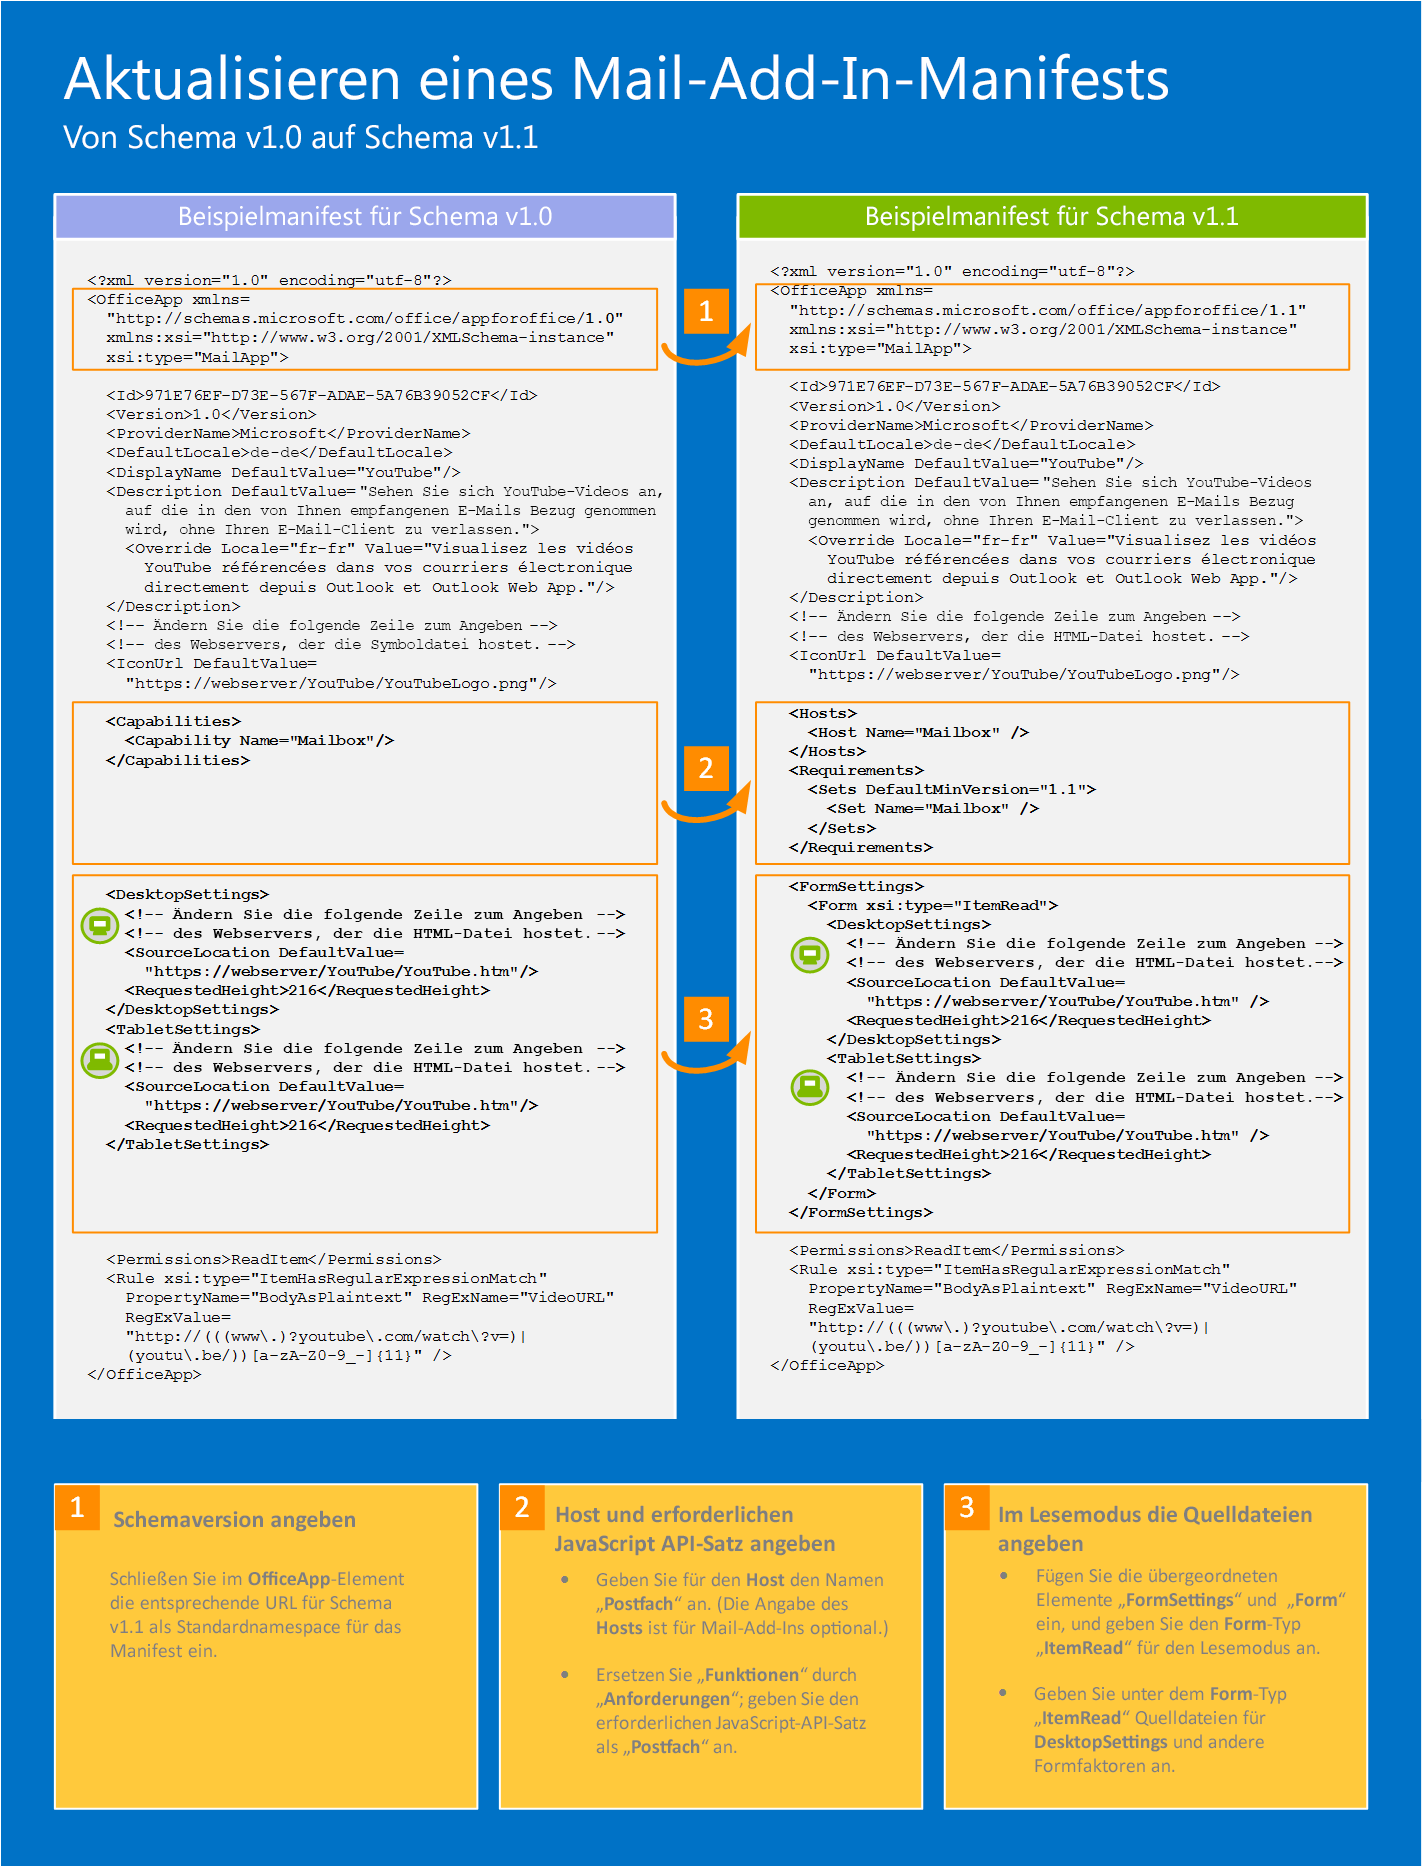 Aktualisieren eines Mail-Add-In-Manifests
Von Schema v1.0 auf Schema v1.1
Beispielmanifest für Schema v1.0
<?xml version="1.0" encoding="utf-8"?>
<OfficeApp xmlns=
"http://schemas.microsoft.com/office/appforoffice/1.0"
xmlns:xsi="http://www.w3.org/2001/XMLSchema-instance"
xsi:type="MailApp">
<Id>971E76EF-D73E-567F-ADAE-5A76B39052CF</Id>
<Version>1.0</Version>
<ProviderName>Microsoft</ProviderName>
<DefaultLocale>de-de</DefaultLocale>
<DisplayName DefaultValue="YouTube"/>
<Description DefaultValue="Sehen Sie sich YouTube-Videos an,
auf die in den von Ihnen empfangenen E-Mails Bezug genommen
wird, ohne Ihren E-Mail-Client zu verlassen.">
<Override Locale="fr-fr" Value="Visualisez les vidéos
YouTube référencées dans vos courriers électronique
directement depuis Outlook et Outlook Web App."/>
</Description>
<!-- Ändern Sie die folgende Zeile zum Angeben -->
<!-- des Webservers, der die Symboldatei hostet. -->
<IconUrl DefaultValue=
"https://webserver/YouTube/YouTubeLogo.png"/>
<Capabilities>
<Capability Name="Mailbox"/>
</Capabilities>
<DesktopSettings>
<!-- Ändern Sie die folgende Zeile zum Angeben -->
<!-- des Webservers, der die HTML-Datei hostet. -->
<SourceLocation DefaultValue=
"https://webserver/YouTube/YouTube.htm"/>
<RequestedHeight>216</RequestedHeight>
</DesktopSettings>
<TabletSettings>
<!-- Ändern Sie die folgende Zeile zum Angeben -->
<!-- des Webservers, der die HTML-Datei hostet. -->
<SourceLocation DefaultValue=
"https://webserver/YouTube/YouTube.htm"/>
<RequestedHeight>216</RequestedHeight>
</TabletSettings>
<Permissions>ReadItem</Permissions>
<Rule xsi:type="ItemHasRegularExpressionMatch"
PropertyName="BodyAsPlaintext" RegExName="VideoURL"
RegExValue=
"http://(((www\.)?youtube\.com/watch\?v=)|
(youtu\.be/))[a-zA-Z0-9_-]{11}" />
</OfficeApp>
1
2
3
Beispielmanifest für Schema v1.1
<?xml version="1.0" encoding="utf-8"?>
<OfficeApp xmlns=
"http://schemas.microsoft.com/office/appforoffice/1.1"
xmlns:xsi="http://www.w3.org/2001/XMLSchema-instance"
xsi:type="MailApp">
<Id>971E76EF-D73E-567F-ADAE-5A76B39052CF</Id>
<Version>1.0</Version>
<ProviderName>Microsoft</ProviderName>
<DefaultLocale>de-de</DefaultLocale>
<DisplayName DefaultValue="YouTube"/>
<Description DefaultValue="Sehen Sie sich YouTube-Videos
an, auf die in den von Ihnen empfangenen E-Mails Bezug
genommen wird, ohne Ihren E-Mail-Client zu verlassen.">
<Override Locale="fr-fr" Value="Visualisez les vidéos
YouTube référencées dans vos courriers électronique
directement depuis Outlook et Outlook Web App."/>
</Description>
<!-- Ändern Sie die folgende Zeile zum Angeben -->
<!-- des Webservers, der die HTML-Datei hostet. -->
<IconUrl DefaultValue=
"https://webserver/YouTube/YouTubeLogo.png"/>
<Hosts>
<Host Name="Mailbox" />
</Hosts>
<Requirements>
<Sets DefaultMinVersion="1.1">
<Set Name="Mailbox" />
</Sets>
</Requirements>
<FormSettings>
<Form xsi:type="ItemRead">
<DesktopSettings>
<!-- Ändern Sie die folgende Zeile zum Angeben -->
<!-- des Webservers, der die HTML-Datei hostet.-->
<SourceLocation DefaultValue=
"https://webserver/YouTube/YouTube.htm" />
<RequestedHeight>216</RequestedHeight>
</DesktopSettings>
<TabletSettings>
<!-- Ändern Sie die folgende Zeile zum Angeben -->
<!-- des Webservers, der die HTML-Datei hostet.-->
<SourceLocation DefaultValue=
"https://webserver/YouTube/YouTube.htm" />
<RequestedHeight>216</RequestedHeight>
</TabletSettings>
</Form>
</FormSettings>
<Permissions>ReadItem</Permissions>
<Rule xsi:type="ItemHasRegularExpressionMatch"
PropertyName="BodyAsPlaintext" RegExName="VideoURL"
RegExValue=
"http://(((www\.)?youtube\.com/watch\?v=)|
(youtu\.be/))[a-zA-Z0-9_-]{11}" />
</OfficeApp>
1 Schemaversion angeben
Schließen Sie im OfficeApp-Element
die entsprechende URL für Schema
v1.1 als Standardnamespace für das
Manifest ein.
2 Host und erforderlichen
JavaScript API-Satz angeben
• Geben Sie für den Host den Namen
„Postfach“ an. (Die Angabe des
Hosts ist für Mail-Add-Ins optional.)
• Ersetzen Sie „Funktionen“ durch
„Anforderungen“; geben Sie den
erforderlichen JavaScript-API-Satz
als „Postfach“ an.
3 Im Lesemodus die Quelldateien
angeben
• Fügen Sie die übergeordneten
Elemente „FormSettings“ und „Form“
ein, und geben Sie den Form-Typ
„ItemRead“ für den Lesemodus an.
• Geben Sie unter dem Form-Typ
„ItemRead“ Quelldateien für
DesktopSettings und andere
Formfaktoren an.